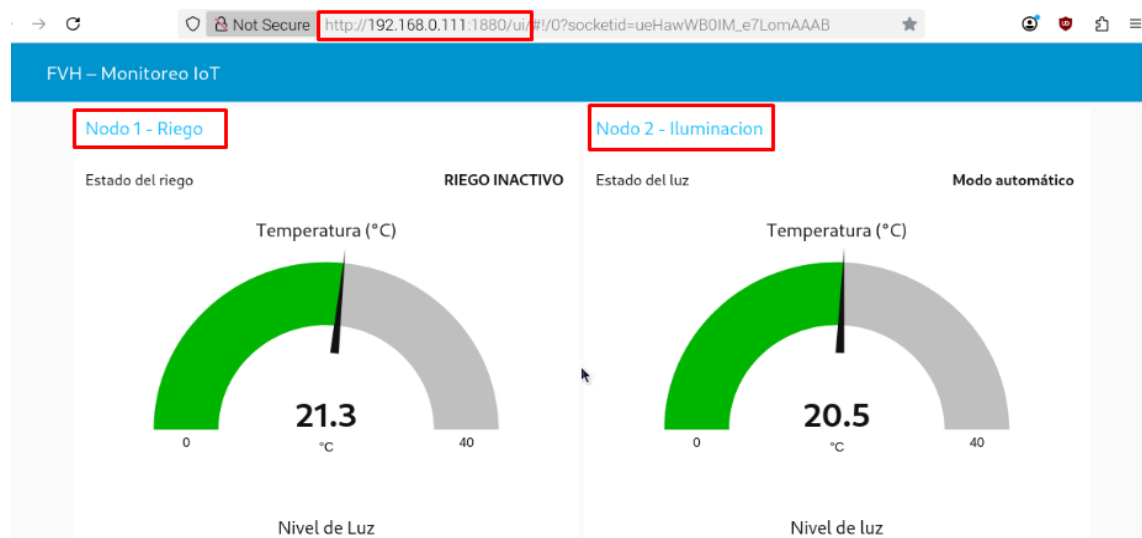 Not Secure http://192.168.0.111:1880/ui/#!/0?socketid=ueHawWB0IM_e7LomAAAB
FVH – Monitoreo IoT
Nodo 1 - Riego
Estado del riego RIEGO INACTIVO
Temperatura (°C)
21.3
°C
0 40
Nivel de Luz
Nodo 2 - Iluminacion
Estado del luz Modo automático
Temperatura (°C)
20.5
°C
0 40
Nivel de luz